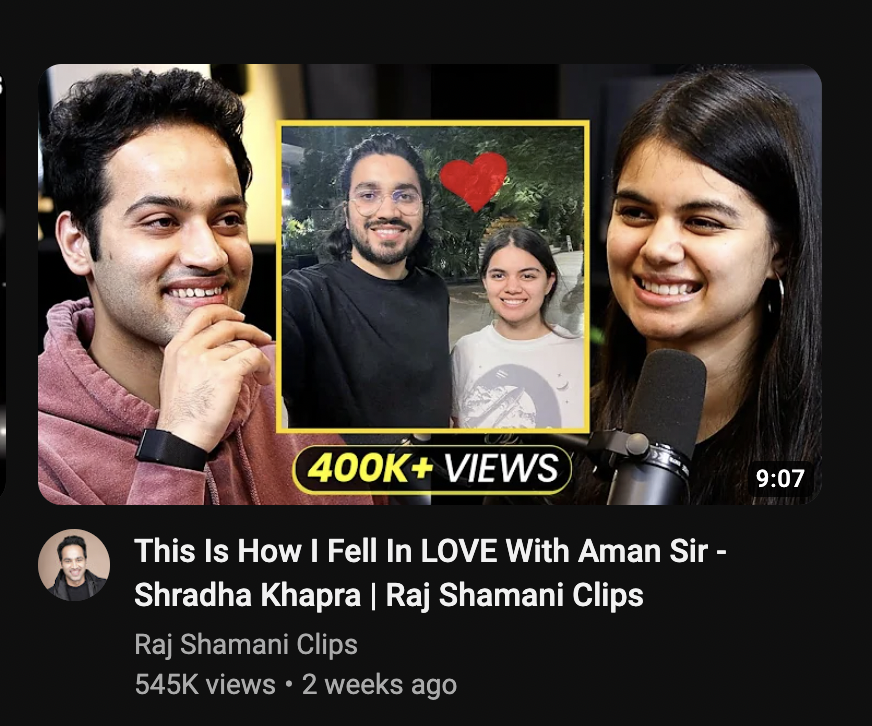 400K+ VIEWS
9:07
This Is How I Fell In LOVE With Aman Sir -
Shradha Khapra | Raj Shamani Clips
Raj Shamani Clips
545K views • 2 weeks ago